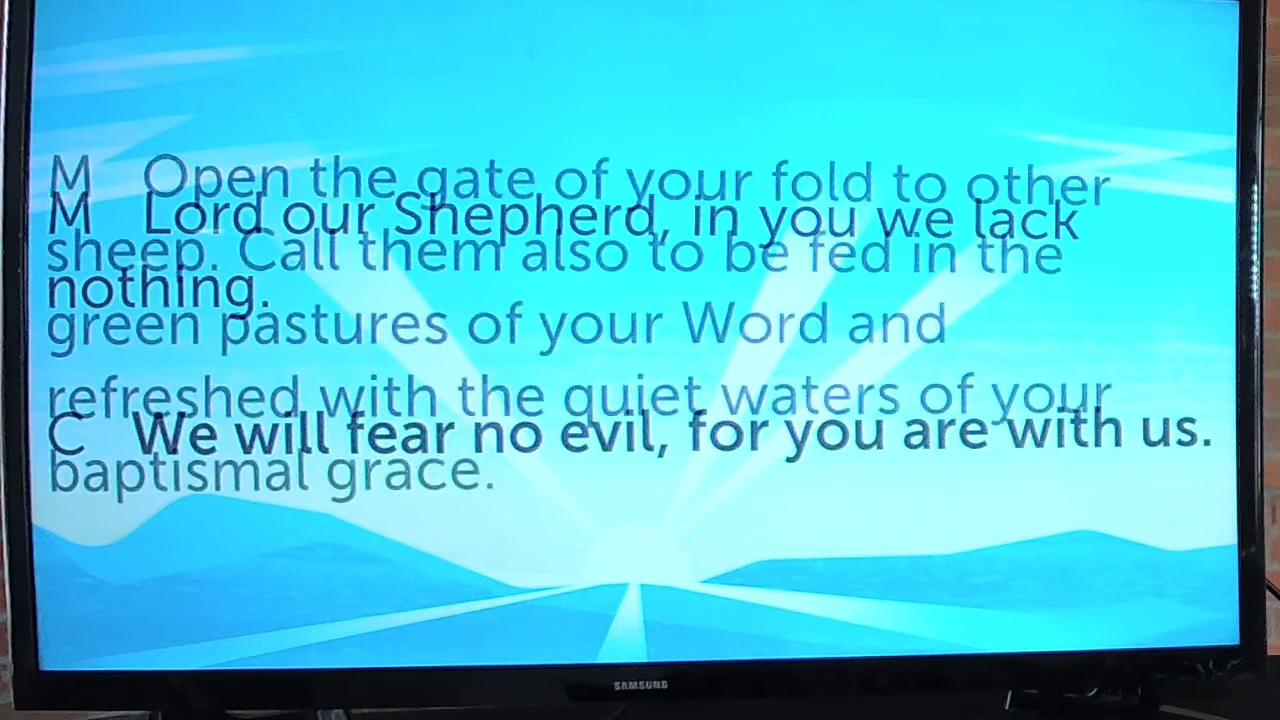 M Open the gate of your fold to other
M Lord our Shepherd, in you we lack
sheep. Call them also to be fed in the
nothing.
green pastures of your Word and
refreshed with the quiet waters of your
C We will fear no evil, for you are with us.
baptismal grace.
SAMSUNG